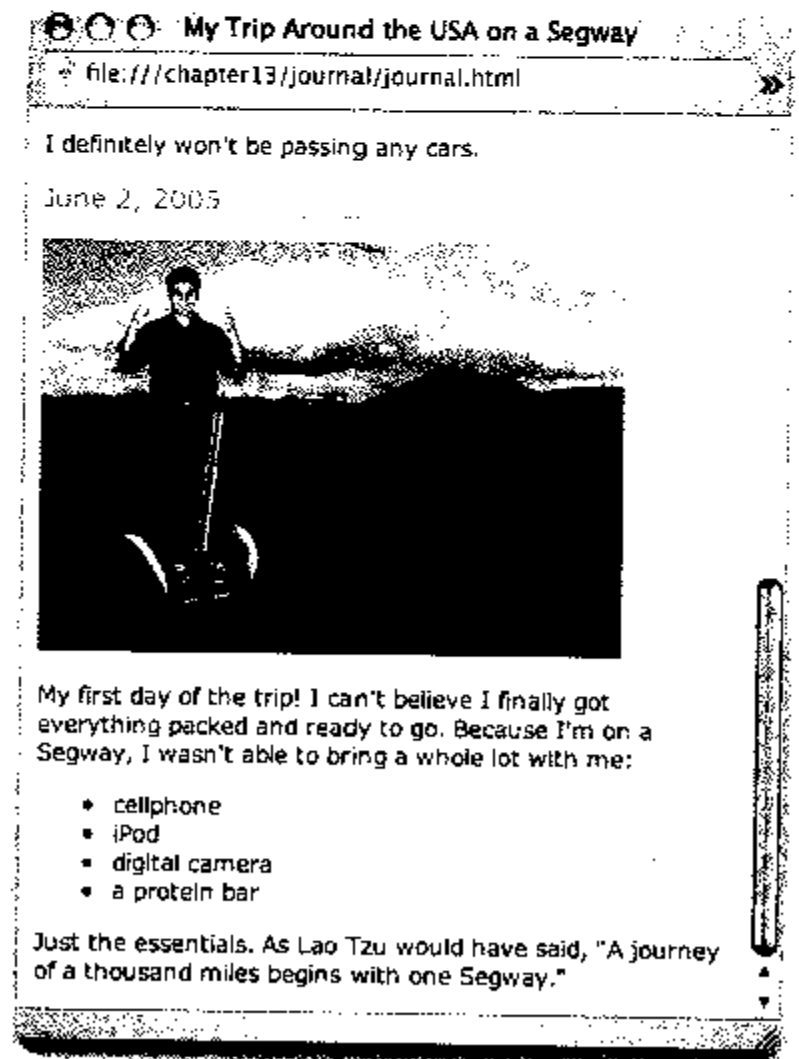 My Trip Around the USA on a Segway
file:///chapter13/journal/journal.html
»
I definitely won't be passing any cars.
June 2, 2005
My first day of the trip! I can't believe I finally got
everything packed and ready to go. Because I'm on a
Segway, I wasn't able to bring a whole lot with me:
• cellphone
• iPod
• digital camera
• a protein bar
Just the essentials. As Lao Tzu would have said, "A journey
of a thousand miles begins with one Segway."